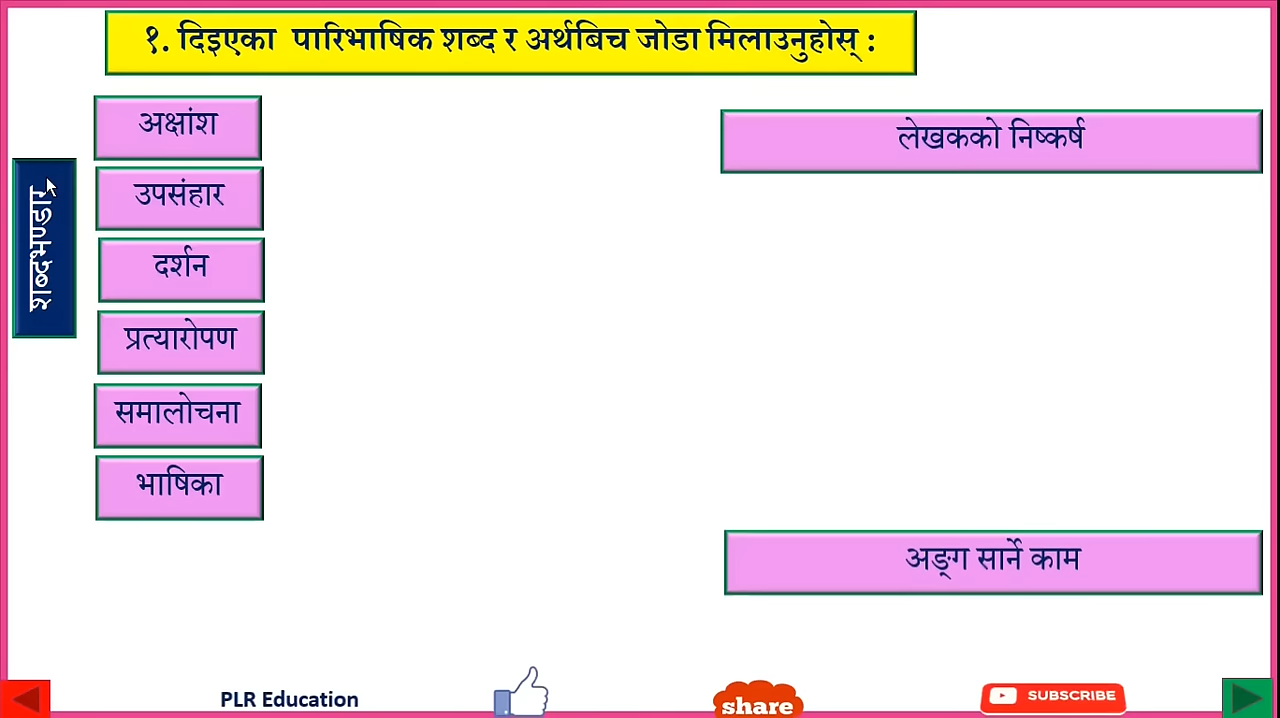 १. दिइएका पारिभाषिक शब्द र अर्थबिच जोडा मिलाउनुहोस् :
शब्दभण्डार
अक्षांश
उपसंहार
दर्शन
प्रत्यारोपण
समालोचना
भाषिका
लेखकको निष्कर्ष
अङ्ग सार्ने काम
PLR Education
share
SUBSCRIBE